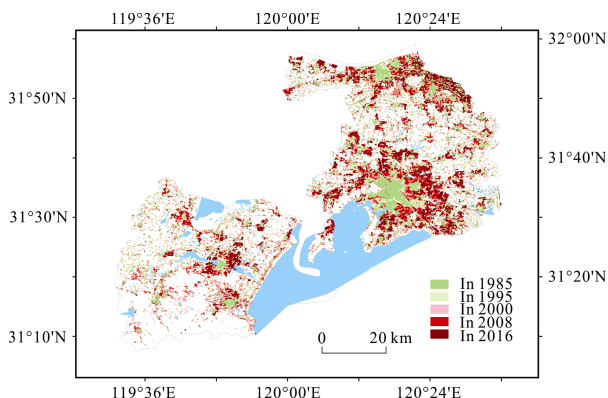 119°36'E 120°00'E 120°24'E
32°00'N
31°50'N
31°40'N
31°30'N
31°20'N
31°10'N
In 1985
In 1995
In 2000
In 2008
In 2016
0 20 km
119°36'E 120°00'E 120°24'E